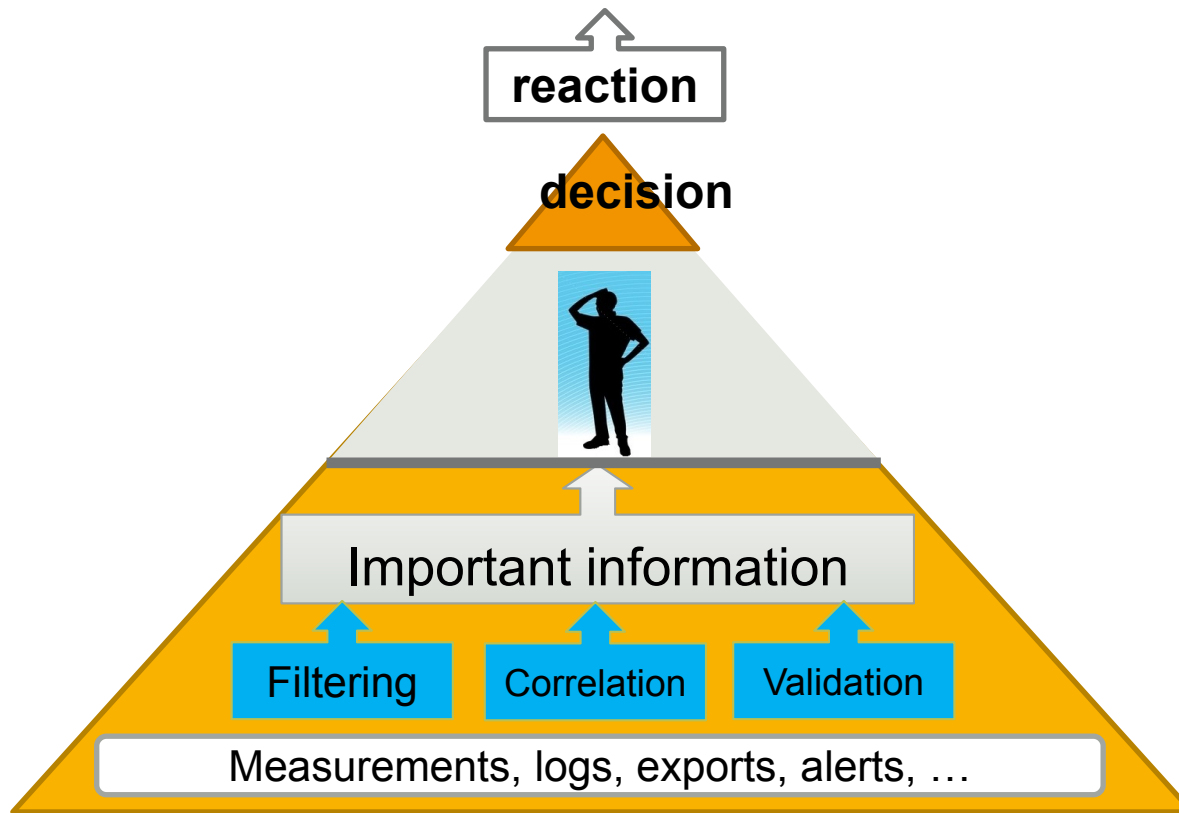 reaction
decision
Important information
Filtering
Correlation
Validation
Measurements, logs, exports, alerts, …